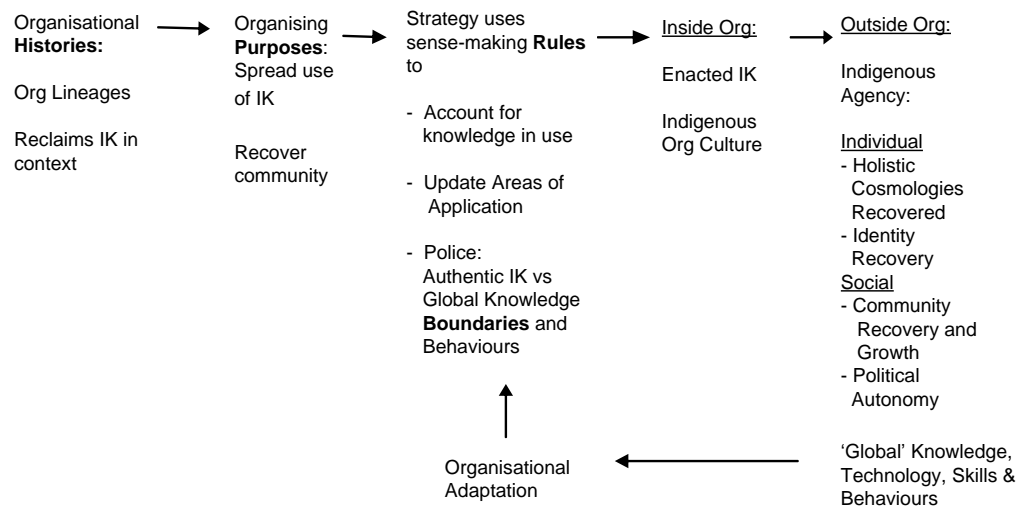 Organisational
Histories:
Org Lineages
Reclaims IK in
context
Organising
Purposes:
Spread use
of IK
Recover
community
Strategy uses
sense-making Rules
to
- Account for
knowledge in use
- Update Areas of
Application
- Police:
Authentic IK vs
Global Knowledge
Boundaries and
Behaviours
Inside Org:
Enacted IK
Indigenous
Org Culture
Outside Org:
Indigenous
Agency:
Individual
- Holistic
Cosmologies
Recovered
- Identity
Recovery
Social
- Community
Recovery and
Growth
- Political
Autonomy
'Global' Knowledge,
Technology, Skills &
Behaviours
Organisational
Adaptation